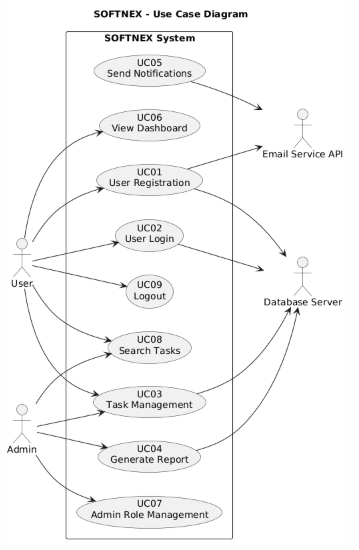 SOFTNEX - Use Case Diagram
SOFTNEX System
UC05
Send Notifications
UC06
View Dashboard
Email Service API
UC01
User Registration
UC02
User Login
User
UC09
Logout
Database Server
UC08
Search Tasks
UC03
Task Management
Admin
UC04
Generate Report
UC07
Admin Role Management